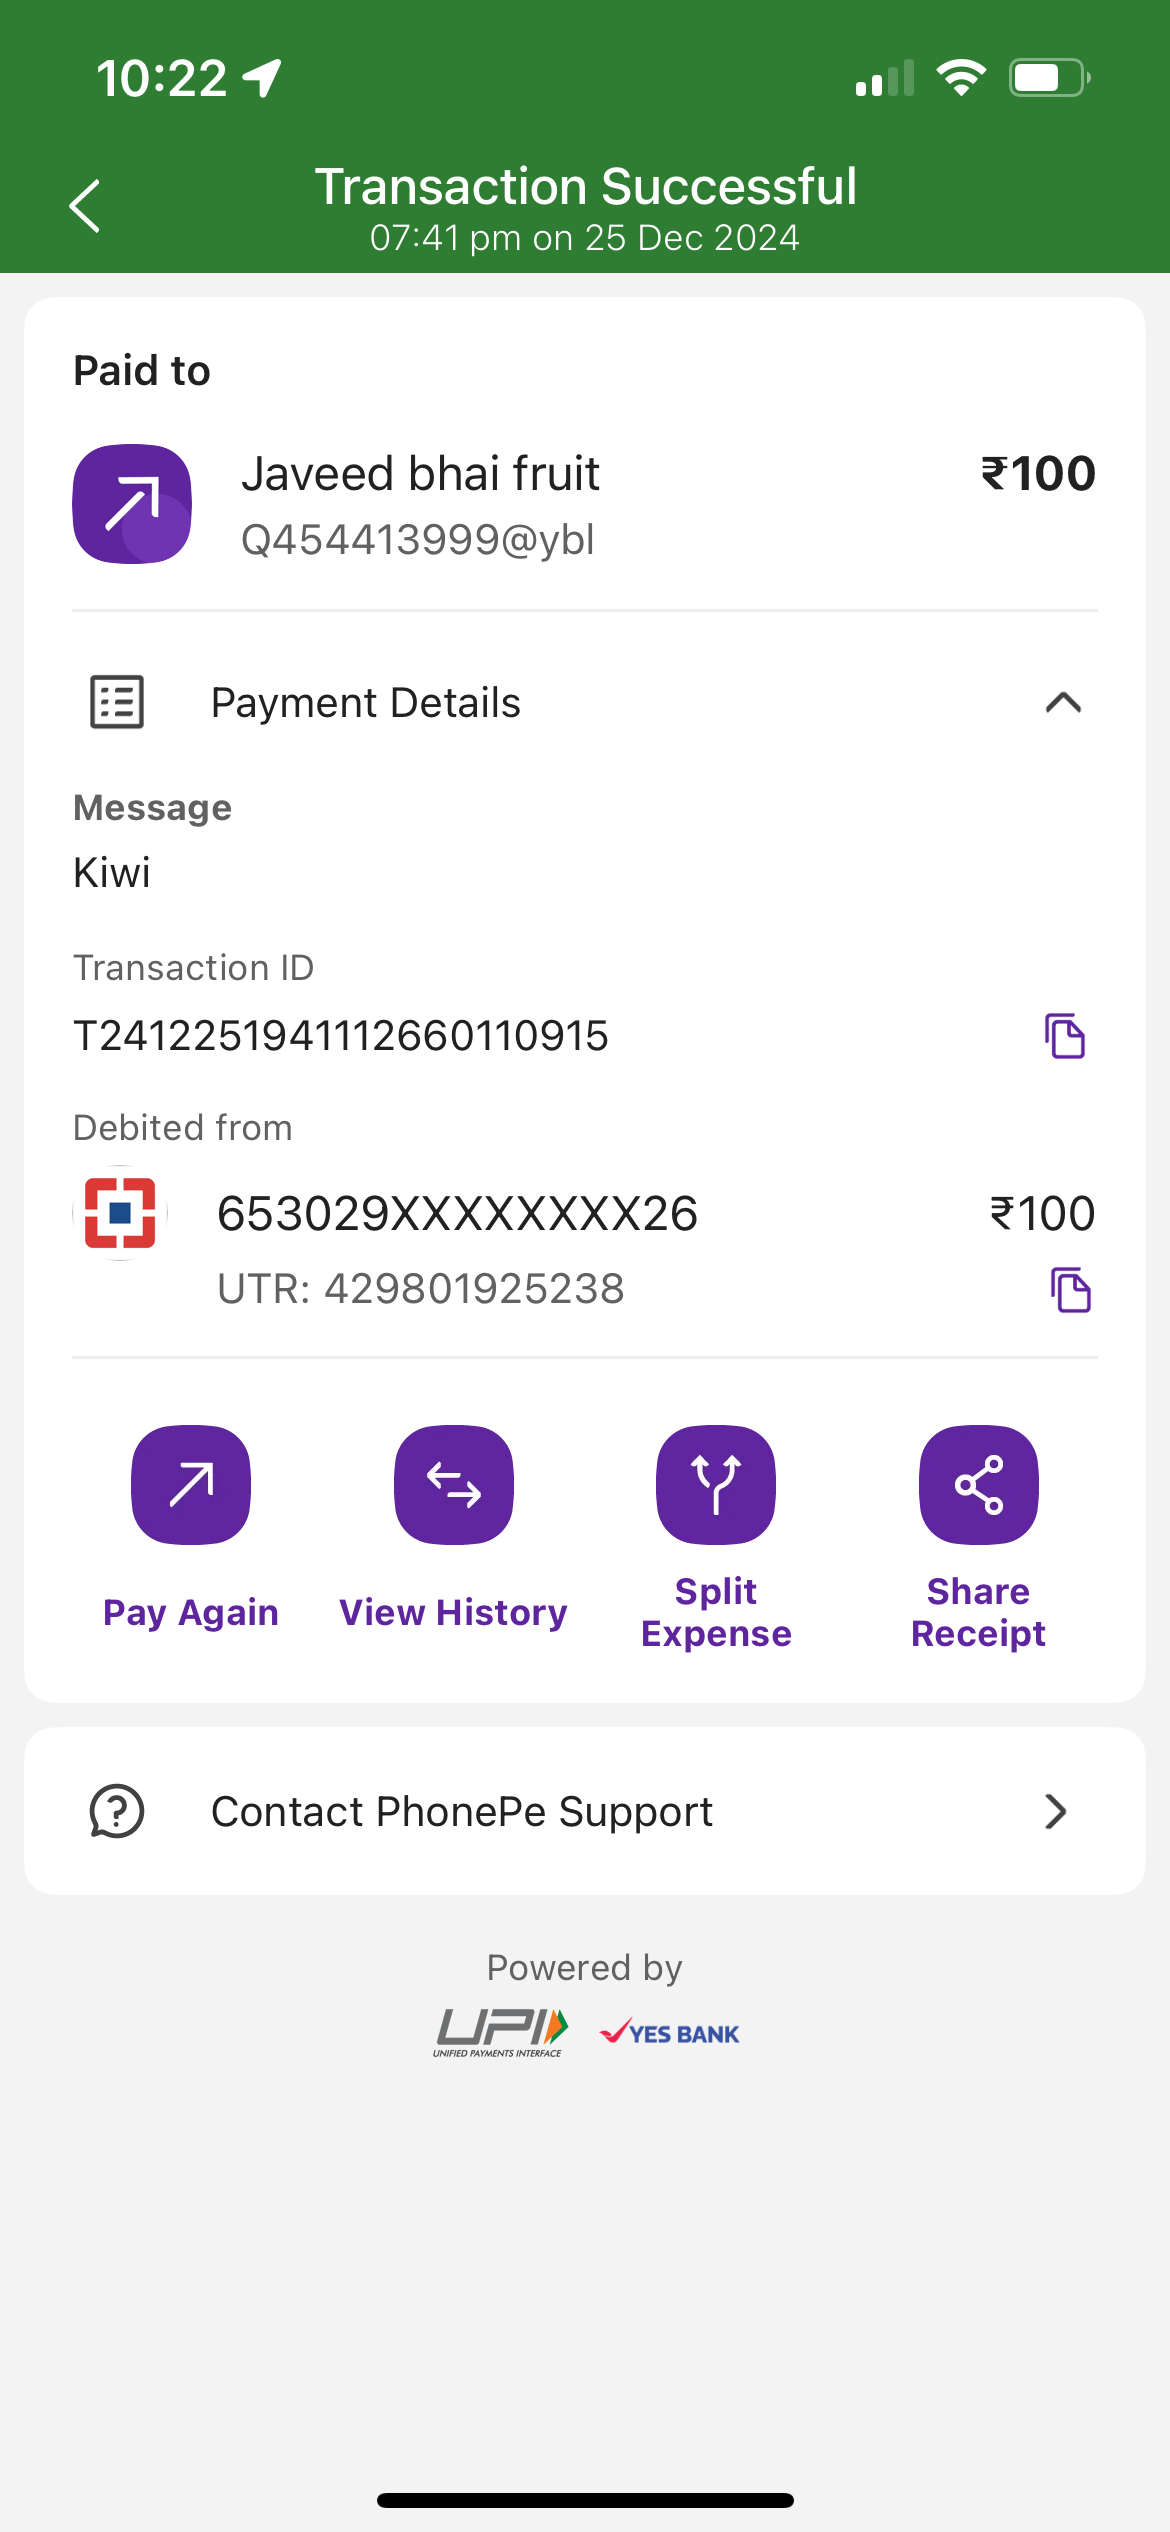 10:22
Transaction Successful
07:41 pm on 25 Dec 2024
Paid to
Javeed bhai fruit
₹100
Q454413999@ybl
Payment Details
Message
Kiwi
Transaction ID
T2412251941112660110915
Debited from
653029XXXXXXXX26
₹100
UTR: 429801925238
Pay Again
View History
Split
Expense
Share
Receipt
Contact PhonePe Support
Powered by
UPI
UNIFIED PAYMENTS INTERFACE
YES BANK